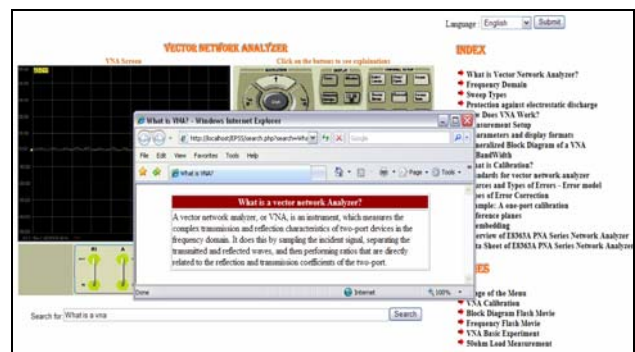 Language : English Submit
VECTOR NETWORK ANALYZER
VNA Screen
Click on the buttons to see explainations
INDEX
What is Vector Network Analyzer?
Frequency Domain
Sweep Types
Protection against electrostatic discharge
Does VNA Work?
Setup
arameters and display formats
neralized Block Diagram of a VNA
BandWidth
at is Calibration?
ndards for vector network analyzer
urces and Types of Errors - Error model
pes of Error Correction
mple: A one-port calibration
ference planes
embedding
erview of E8363A PNA Series Network Analyzer
ta Sheet of E8363A PNA Series Network Analyzer
IES
age of the Menu
VNA Calibration
Block Diagram Flash Movie
Frequency Flash Movie
VNA Basic Experiment
50ohm Load Measurement
What is VNA? - Windows Internet Explorer
http://localhost/EPSS/search.php?search=Wha
File Edit View Favorites Tools Help
What is VNA?
Page Tools
What is a vector network Analyzer?
A vector network analyzer, or VNA, is an instrument, which measures the
complex transmission and reflection characteristics of two-port devices in the
frequency domain. It does this by sampling the incident signal, separating the
transmitted and reflected waves, and then performing ratios that are directly
related to the reflection and transmission coefficients of the two-port.
Done Internet 100%
R1 A
Search for What is a vna Search